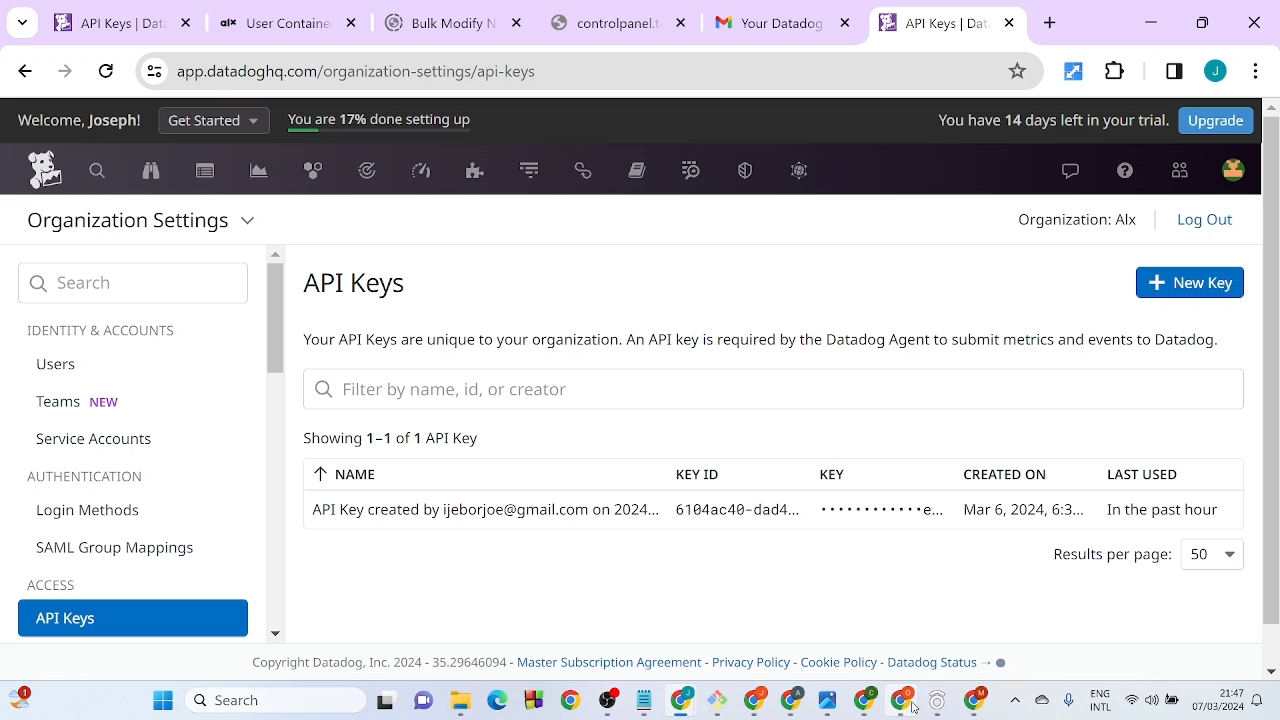 API Keys | Dat
alx User Containe
Bulk Modify N
controlpanel.t
Your Datadog
API Keys | Dat
app.datadoghq.com/organization-settings/api-keys
J
Welcome, Joseph!
Get Started
You are 17% done setting up
You have 14 days left in your trial.
Upgrade
Organization Settings
Organization: Alx
Log Out
Search
IDENTITY & ACCOUNTS
Users
Teams NEW
Service Accounts
AUTHENTICATION
Login Methods
SAML Group Mappings
ACCESS
API Keys
API Keys
+ New Key
Your API Keys are unique to your organization. An API key is required by the Datadog Agent to submit metrics and events to Datadog.
Filter by name, id, or creator
Showing 1–1 of 1 API Key
↑ NAME KEY ID KEY CREATED ON LAST USED
API Key created by ijeborjoe@gmail.com on 2024... 6104ac40-dad4... ••••••••••••e... Mar 6, 2024, 6:3... In the past hour
Results per page: 50
Copyright Datadog, Inc. 2024 - 35.29646094 - Master Subscription Agreement - Privacy Policy - Cookie Policy - Datadog Status →
1
Search
ENG
INTL
21:47
07/03/2024